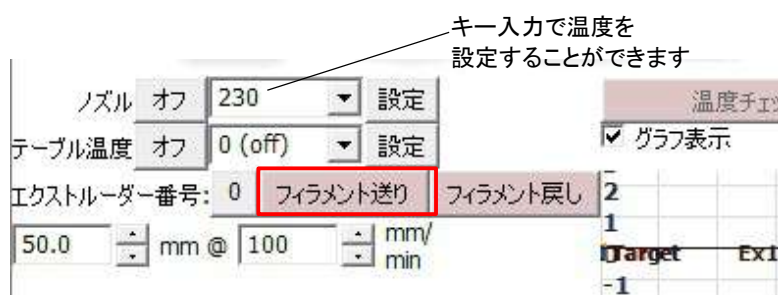 キー入力で温度を
設定することができます
ノズル オフ 230 設定
温度チェッ
テーブル温度 オフ 0 (off) 設定
グラフ表示
エクストルーダー番号: 0 フィラメント送り フィラメント戻し
2
1
50.0 mm @ 100 mm/
min
0
Target Ex1
-1